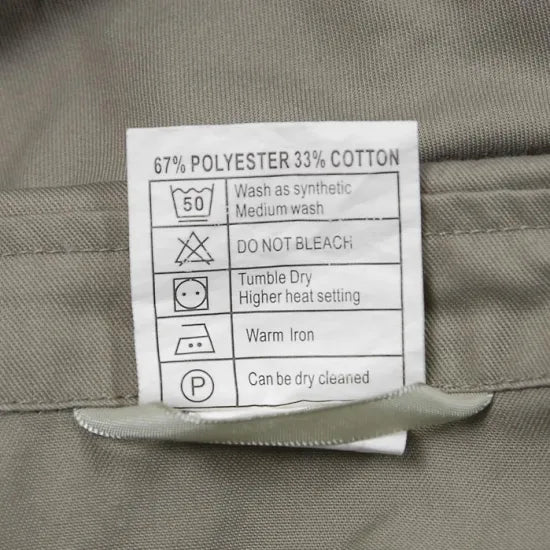 67% POLYESTER 33% COTTON
50
Wash as synthetic
Medium wash
DO NOT BLEACH
Tumble Dry
Higher heat setting
Warm Iron
P
Can be dry cleaned